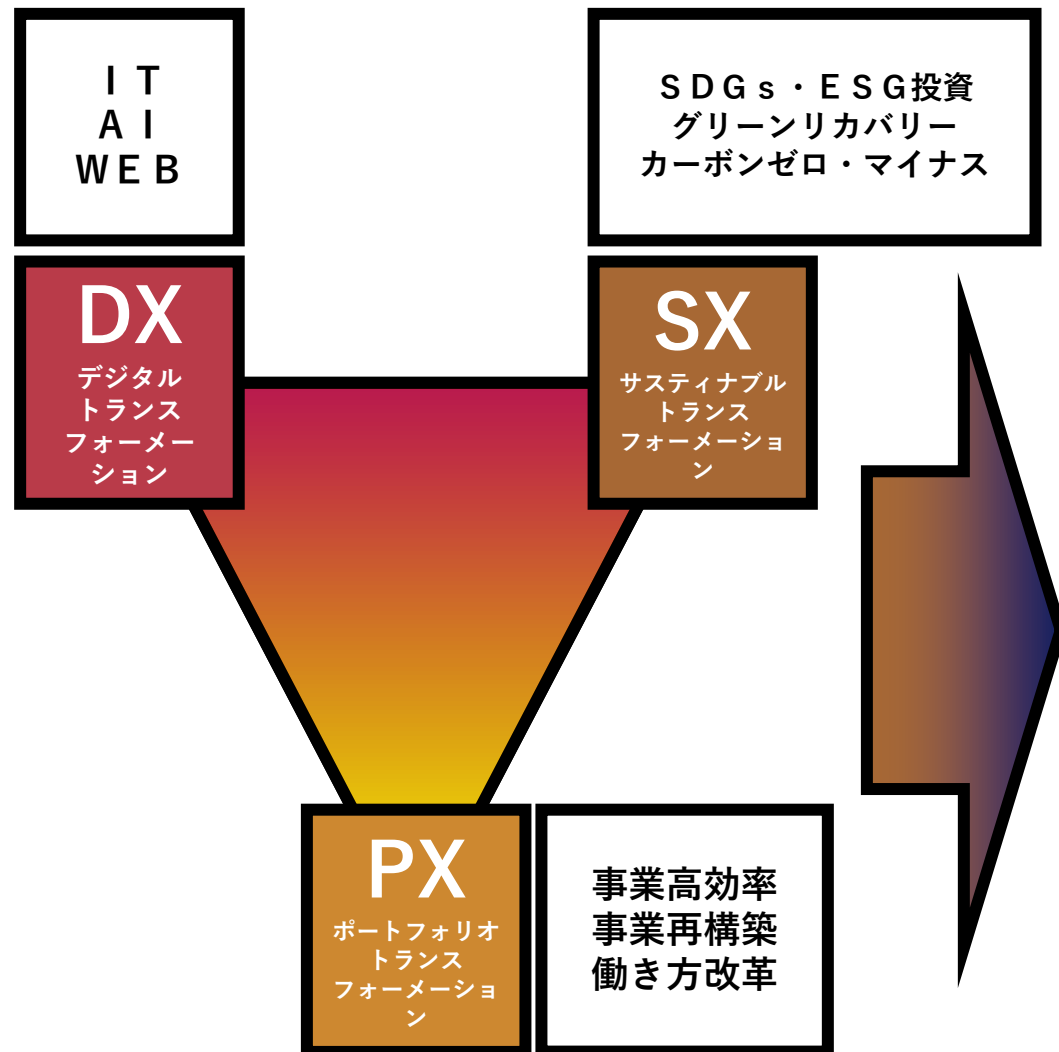 ＩＴ
ＡＩ
ＷＥＢ
ＳＤＧｓ・ＥＳＧ投資
グリーンリカバリー
カーボンゼロ・マイナス
DX
デジタル
トランス
フォーメー
ション
SX
サスティナブル
トランス
フォーメーショ
ン
PX
ポートフォリオ
トランス
フォーメーショ
ン
事業高効率
事業再構築
働き方改革